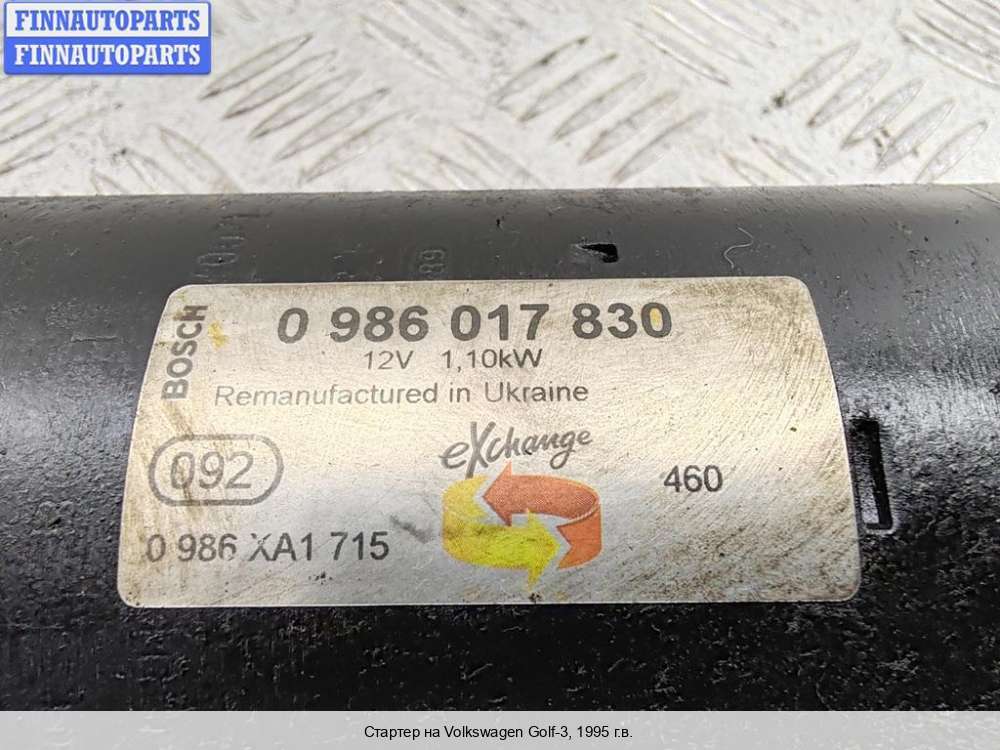 FINNAUTOPARTS
FINNAUTOPARTS
BOSCH
0 986 017 830
12V 1,10kW
Remanufactured in Ukraine
eXchange
092
460
0 986 XA1 715
Стартер на Volkswagen Golf-3, 1995 г.в.